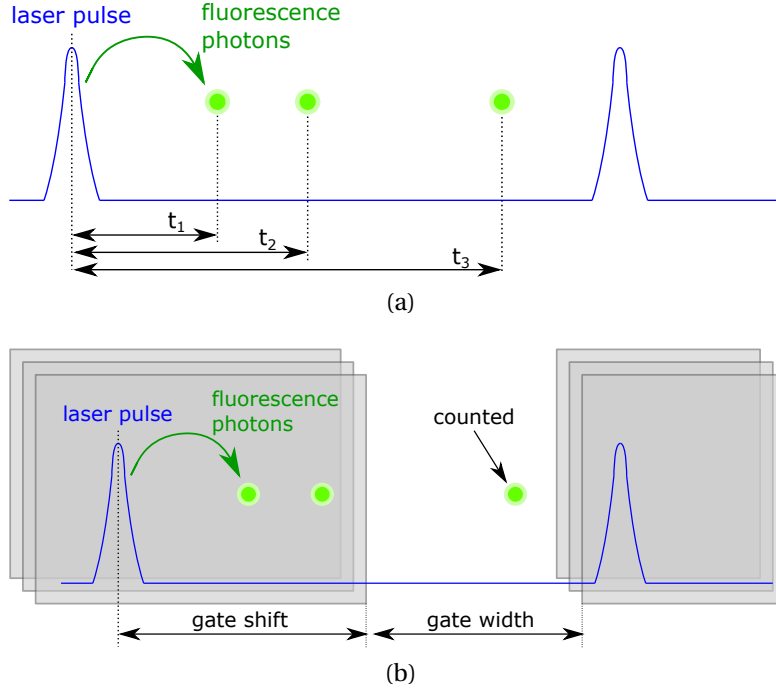 laser pulse
fluorescence
photons
t₁
t₂
t₃
(a)
laser pulse
fluorescence
photons
counted
gate shift
gate width
(b)